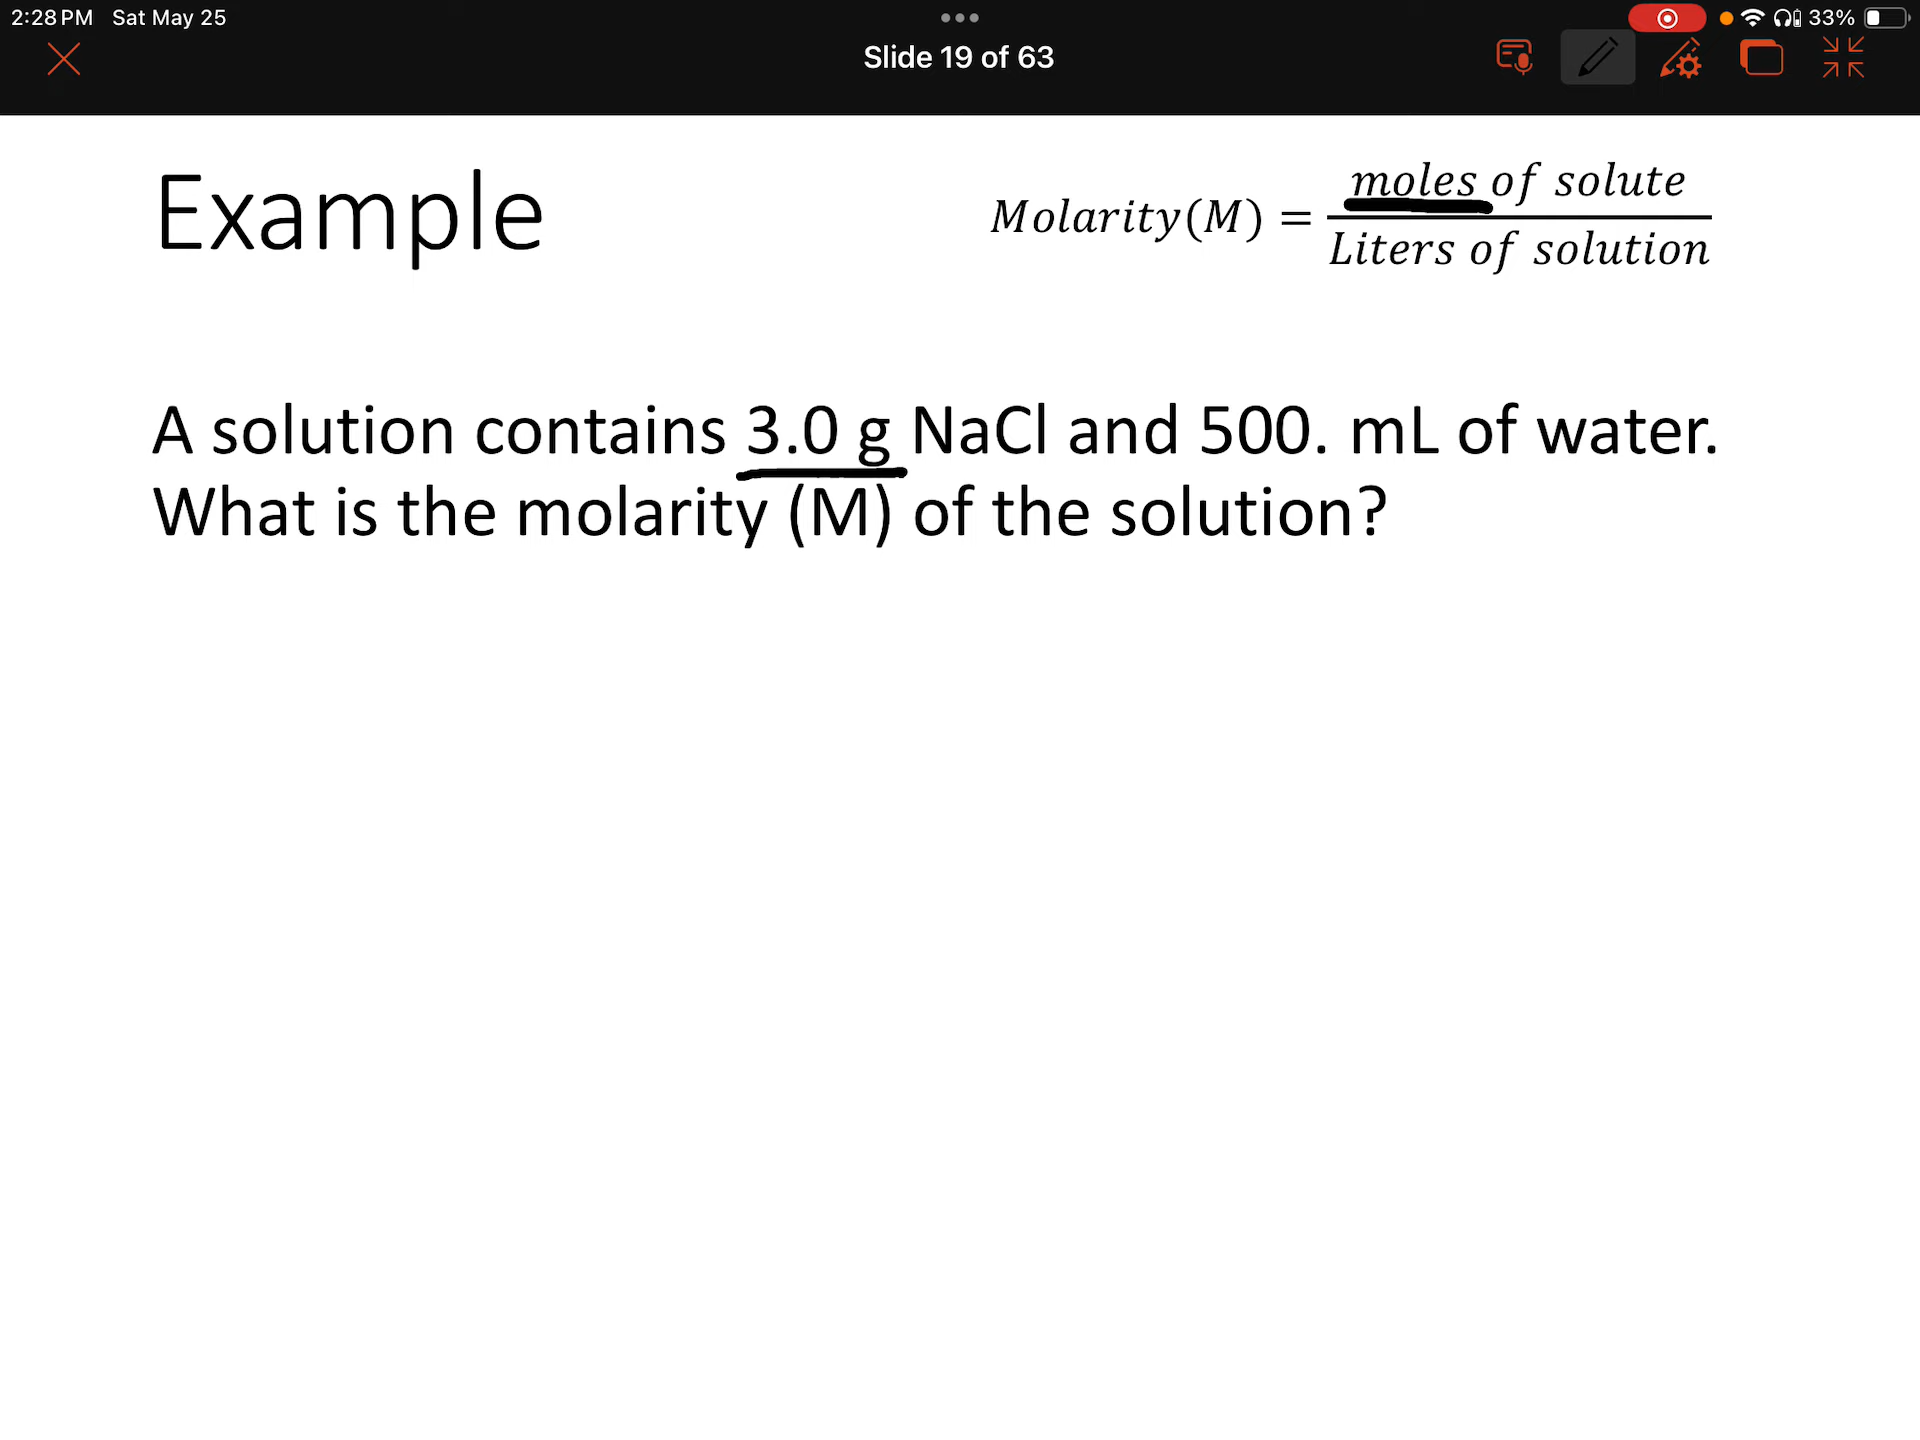 2:28 PM Sat May 25
33%
Slide 19 of 63
Example
Molarity(M) = moles of solute / Liters of solution
A solution contains 3.0 g NaCl and 500. mL of water.
What is the molarity (M) of the solution?